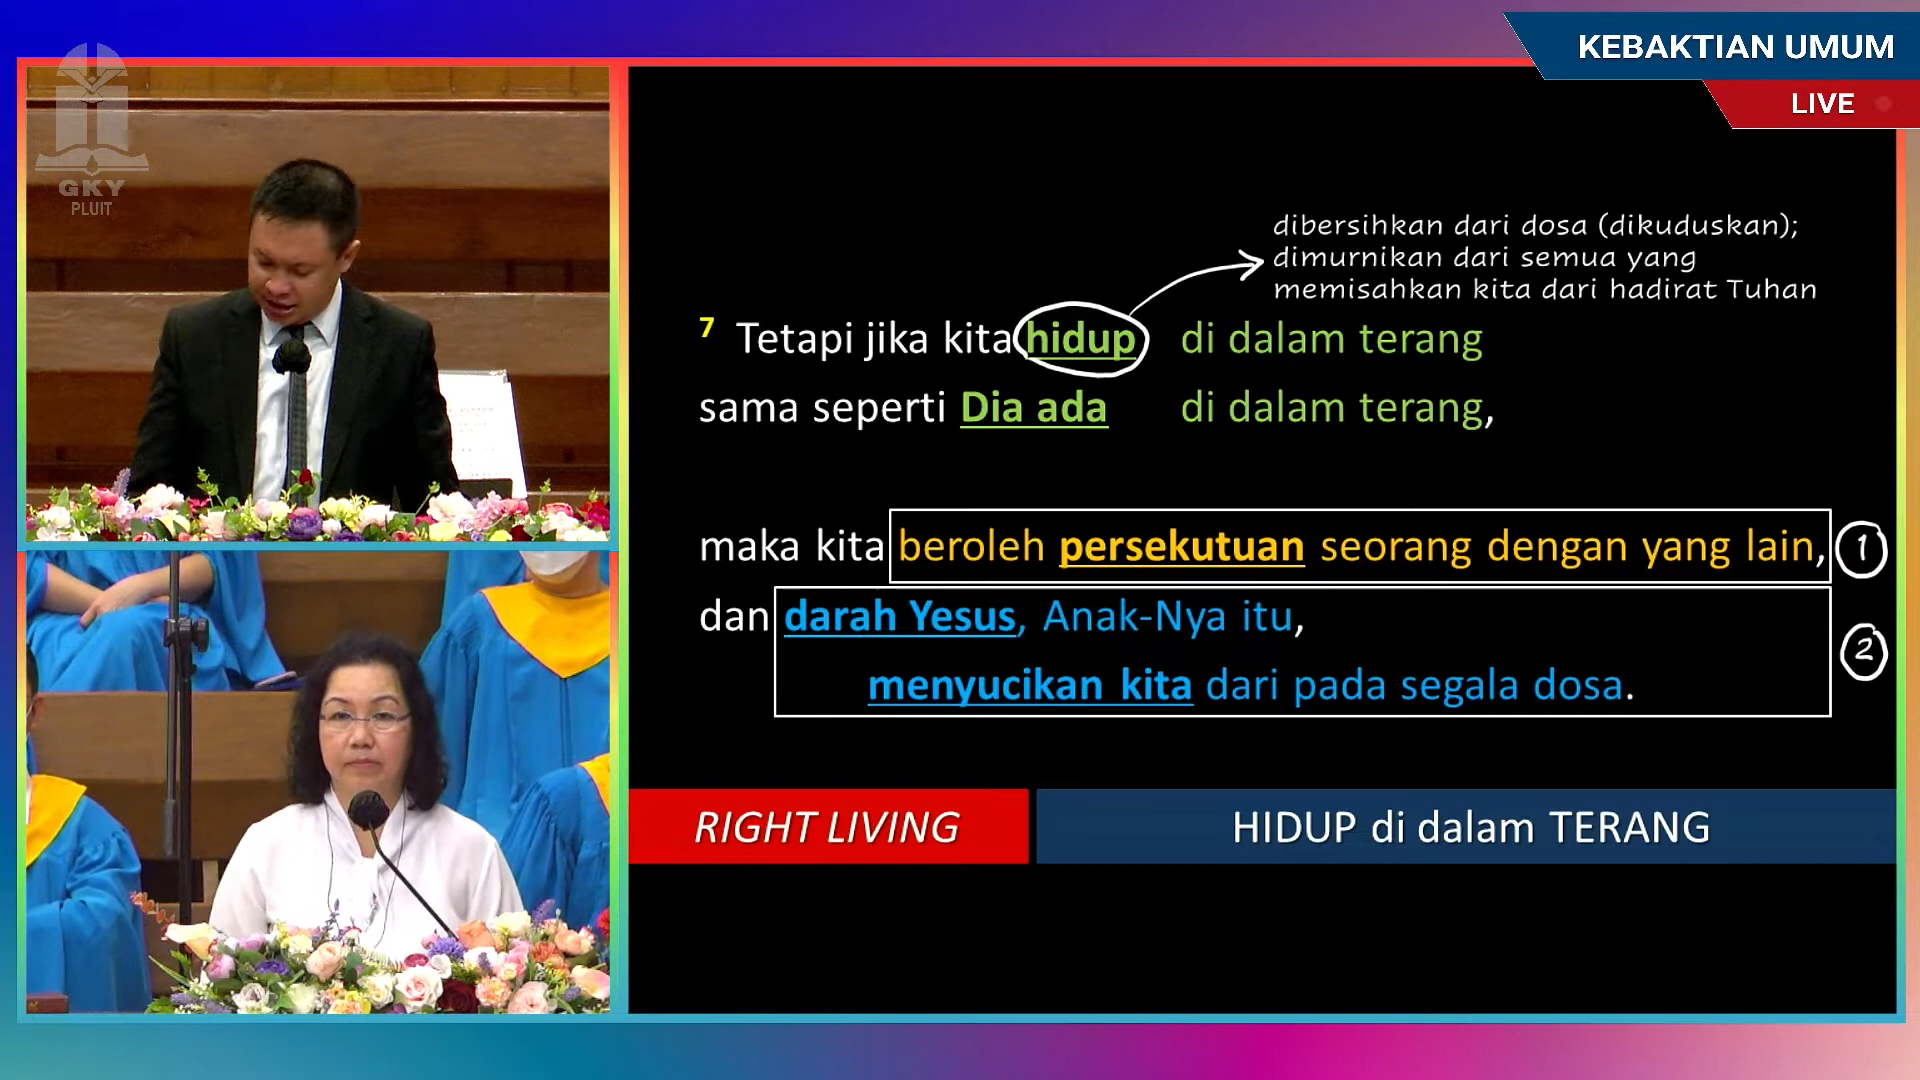 KEBAKTIAN UMUM
LIVE
GKY
PLUIT
dibersihkan dari dosa (dikuduskan);
dimurnikan dari semua yang
memisahkan kita dari hadirat Tuhan
7 Tetapi jika kita hidup di dalam terang
sama seperti Dia ada di dalam terang,
maka kita beroleh persekutuan seorang dengan yang lain, 1
dan darah Yesus, Anak-Nya itu,
menyucikan kita dari pada segala dosa. 2
RIGHT LIVING
HIDUP di dalam TERANG